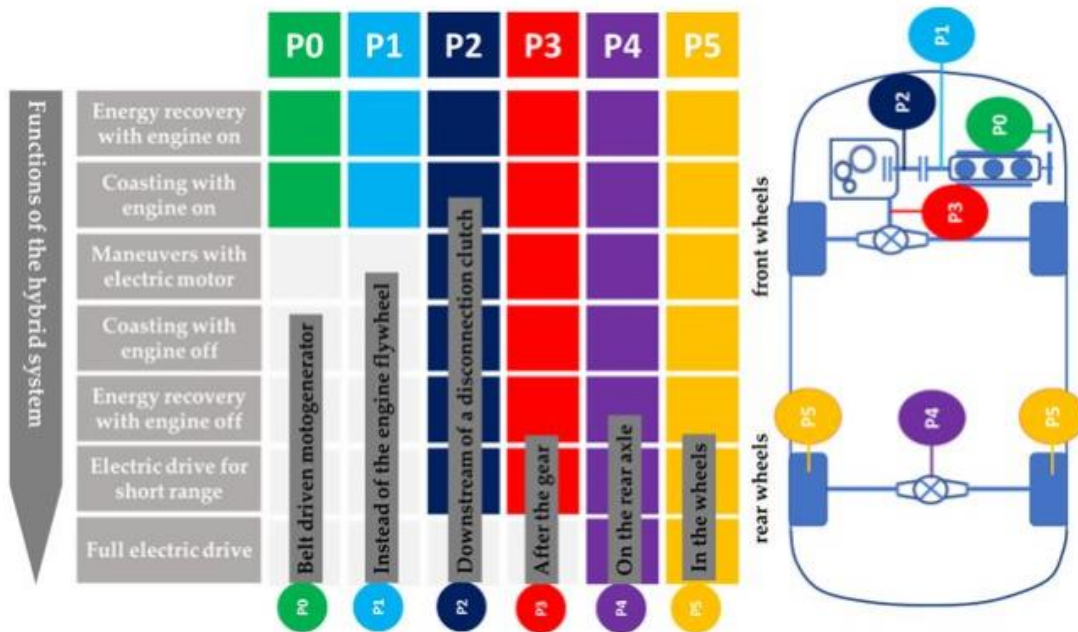 P0 P1 P2 P3 P4 P5
Functions of the hybrid system
Energy recovery
with engine on
Coasting with
engine on
Maneuvers with
electric motor
Coasting with
engine off
Energy recovery
with engine off
Electric drive for
short range
Full electric drive
Belt driven motogenerator
Instead of the engine flywheel
Downstream of a disconnection clutch
After the gear
On the rear axle
In the wheels
P0 P1 P2 P3 P4 P5
front wheels
rear wheels
P1
P2
P0
P3
P5
P4
P5